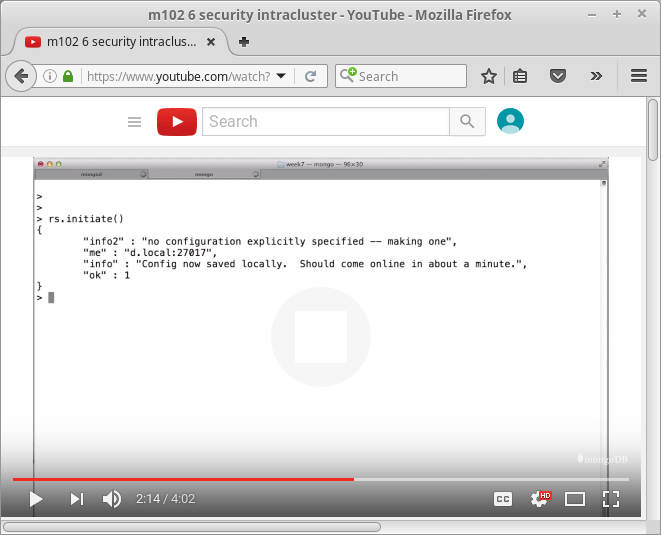 m102 6 security intracluster - YouTube - Mozilla Firefox
m102 6 security intraclus...
https://www.youtube.com/watch?
Search
Search
week7 — mongo — 96×30
mongod
mongo
>
>
> rs.initiate()
{
"info2" : "no configuration explicitly specified -- making one",
"me" : "d.local:27017",
"info" : "Config now saved locally.  Should come online in about a minute.",
"ok" : 1
}
>
mongoDB
2:14 / 4:02
CC
HD